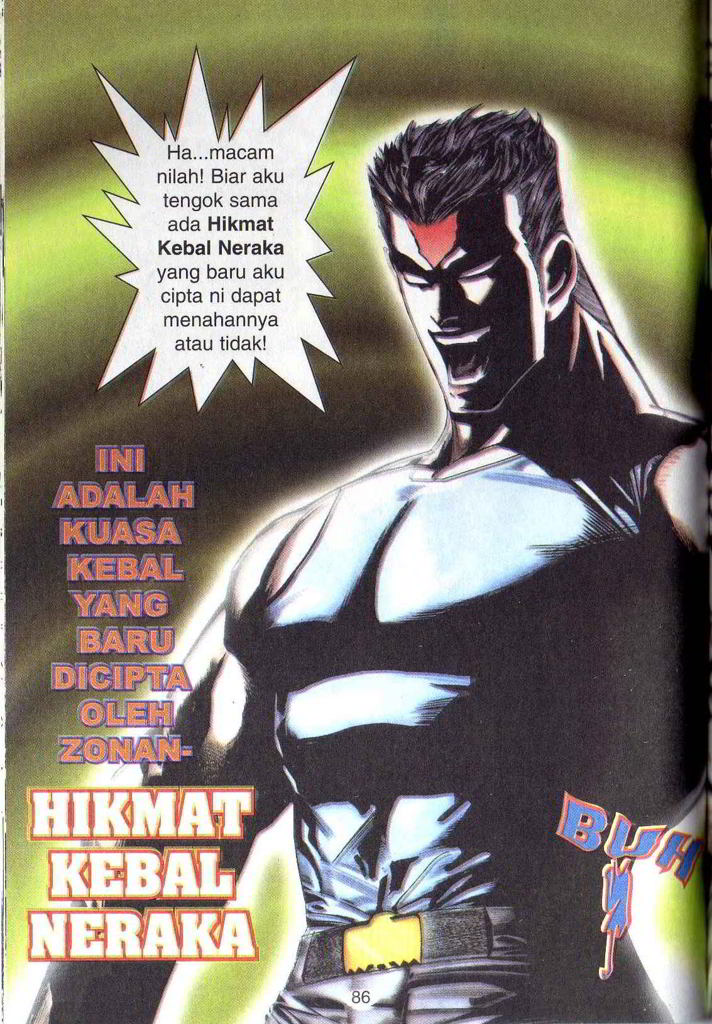 Ha...macam
nilah! Biar aku
tengok sama
ada Hikmat
Kebal Neraka
yang baru aku
cipta ni dapat
menahannya
atau tidak!
INI
ADALAH
KUASA
KEBAL
YANG
BARU
DICIPTA
OLEH
ZONAN-
HIKMAT
KEBAL
NERAKA
BUH
86